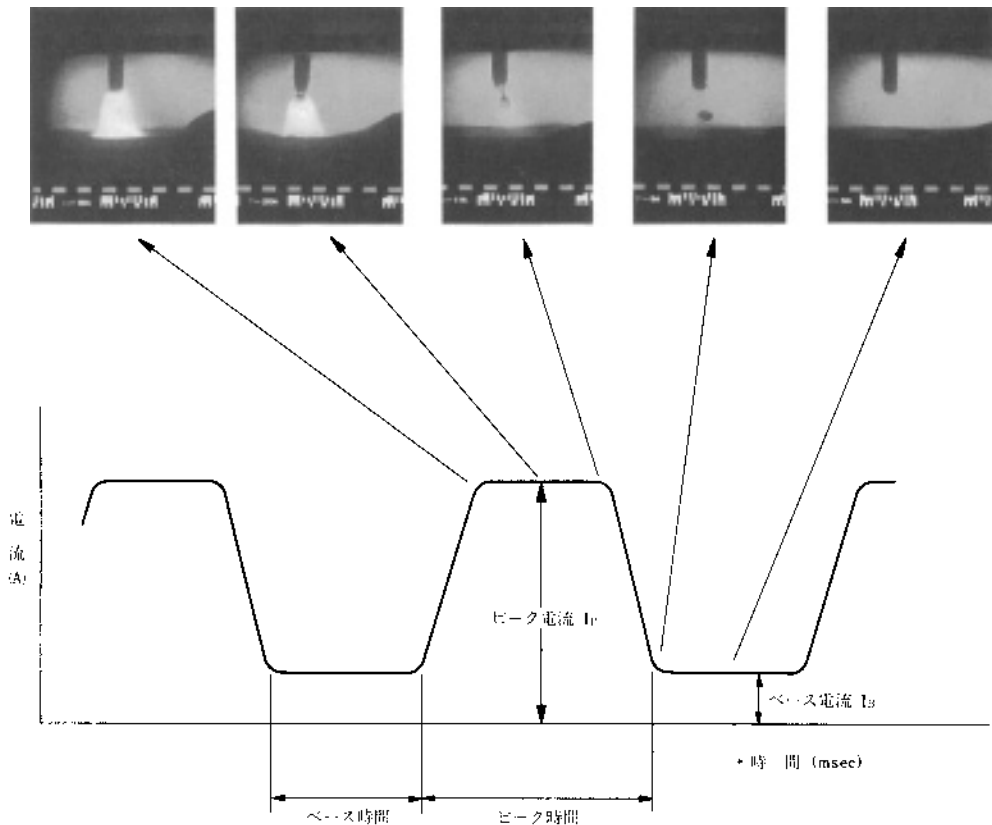 電
流
(A)
ピーク電流 IP
ベース電流 IB
時 間 (msec)
ベース時間
ピーク時間